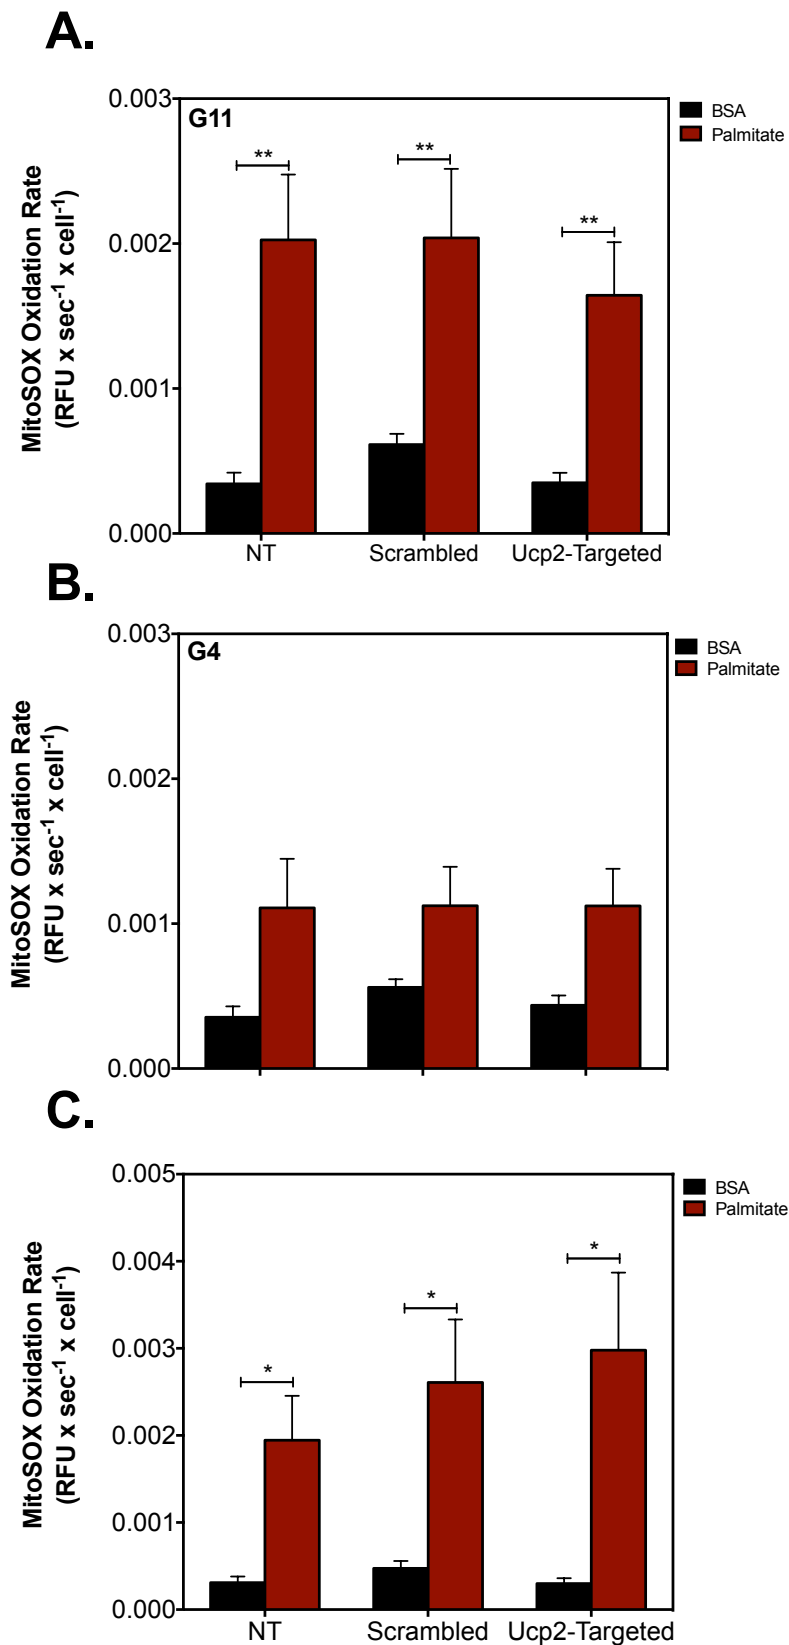 A.
G11
BSA
Palmitate
MitoSOX Oxidation Rate
(RFU x sec⁻¹ x cell⁻¹)
0.003
0.002
0.001
0.000
**
**
**
NT Scrambled Ucp2-Targeted
B.
G4
BSA
Palmitate
MitoSOX Oxidation Rate
(RFU x sec⁻¹ x cell⁻¹)
0.003
0.002
0.001
0.000
C.
BSA
Palmitate
MitoSOX Oxidation Rate
(RFU x sec⁻¹ x cell⁻¹)
0.005
0.004
0.003
0.002
0.001
0.000
*
*
*
NT Scrambled Ucp2-Targeted